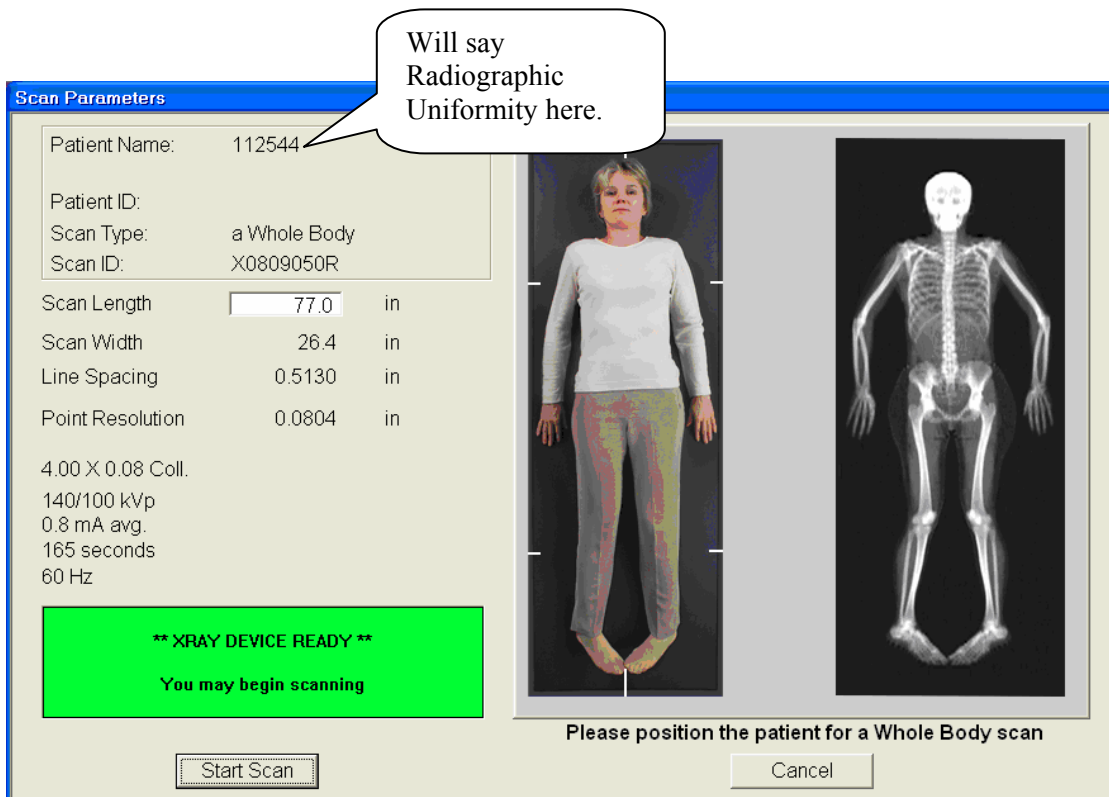 Will say
Radiographic
Uniformity here.
Scan Parameters
Patient Name: 112544
Patient ID:
Scan Type: a Whole Body
Scan ID: X0809050R
Scan Length 77.0 in
Scan Width 26.4 in
Line Spacing 0.5130 in
Point Resolution 0.0804 in
4.00 X 0.08 Coll.
140/100 kVp
0.8 mA avg.
165 seconds
60 Hz
** XRAY DEVICE READY **
You may begin scanning
Please position the patient for a Whole Body scan
Start Scan
Cancel